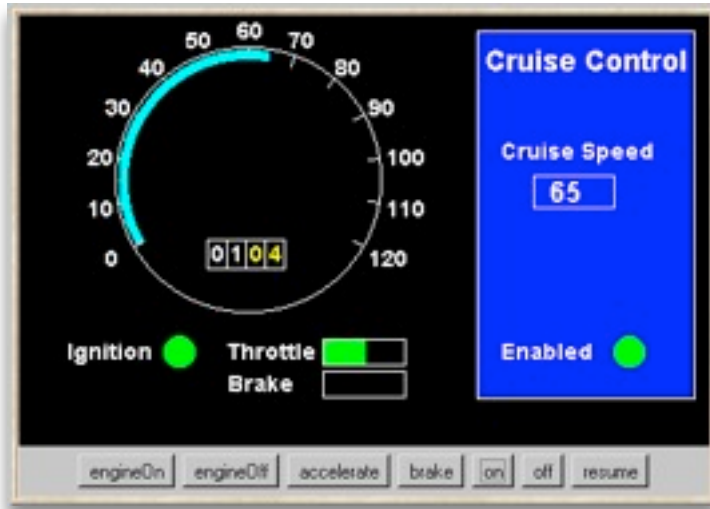 60
50 70
40 80
30 90
20 100
10 110
0 120
0104
Ignition Throttle
Brake
Cruise Control
Cruise Speed
65
Enabled
engineOn engineOff accelerate brake on off resume